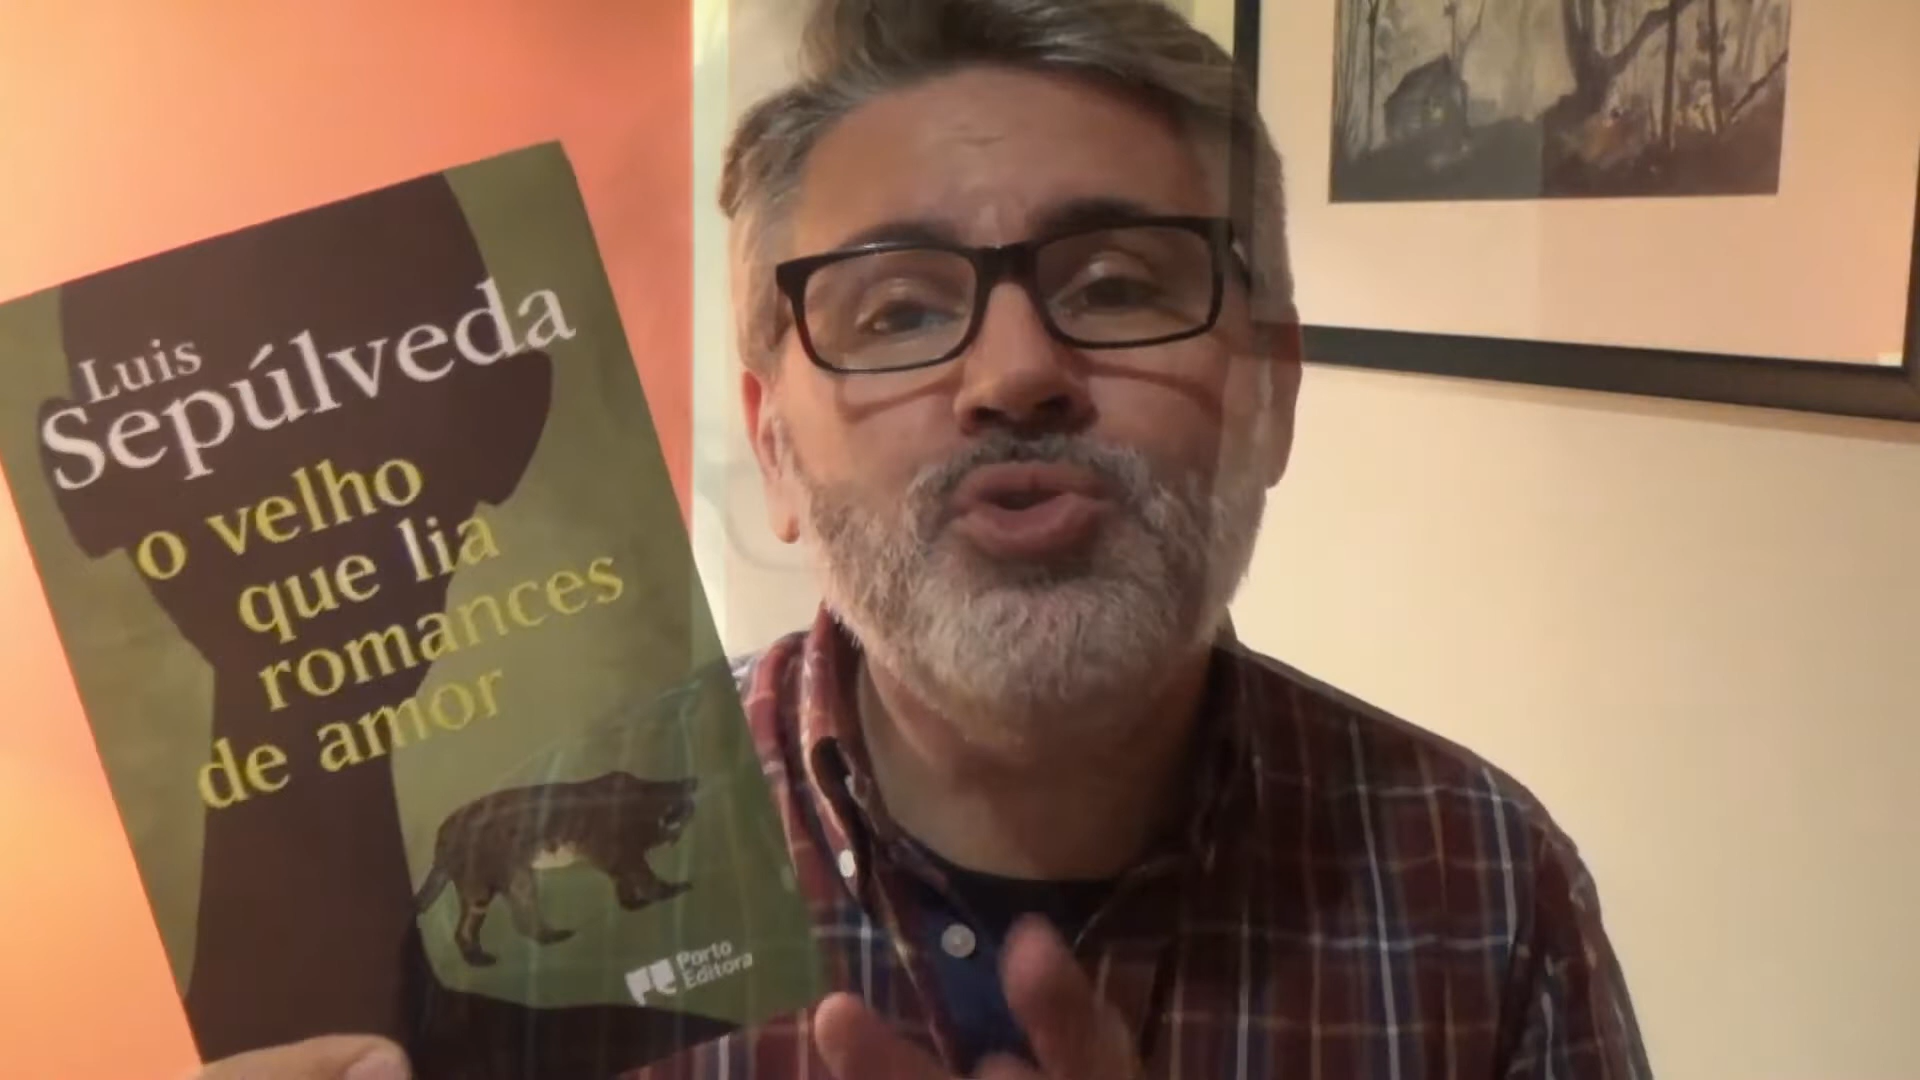 Luis
Sepúlveda
o velho
que lia
romances
de amor
Porto
Editora